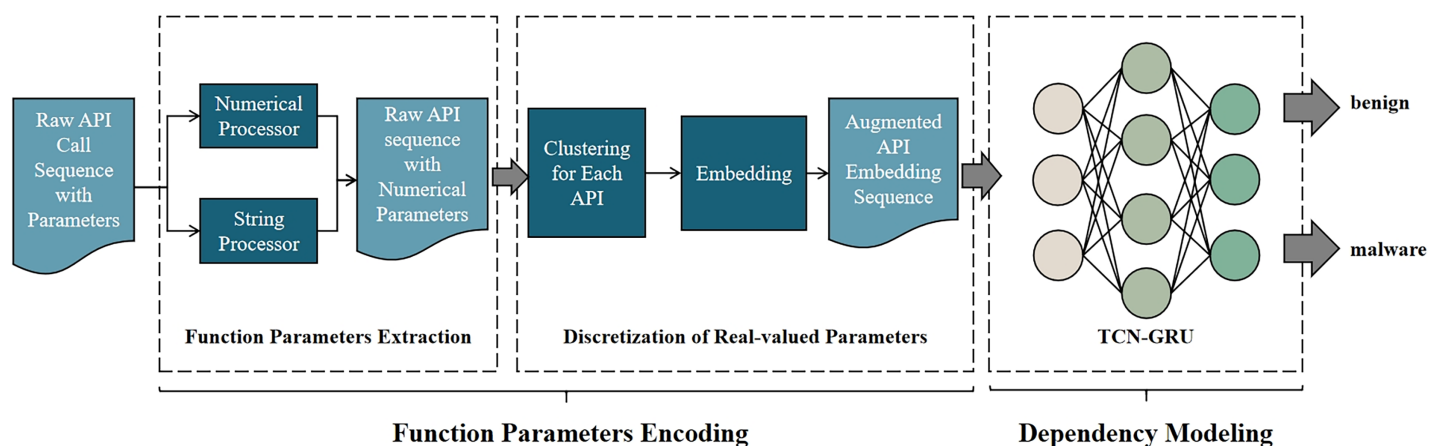 Raw API
Call
Sequence
with
Parameters
Numerical
Processor
String
Processor
Raw API
sequence
with
Numerical
Parameters
Function Parameters Extraction
Clustering
for Each
API
Embedding
Augmented
API
Embedding
Sequence
Discretization of Real-valued Parameters
TCN-GRU
benign
malware
Function Parameters Encoding
Dependency Modeling